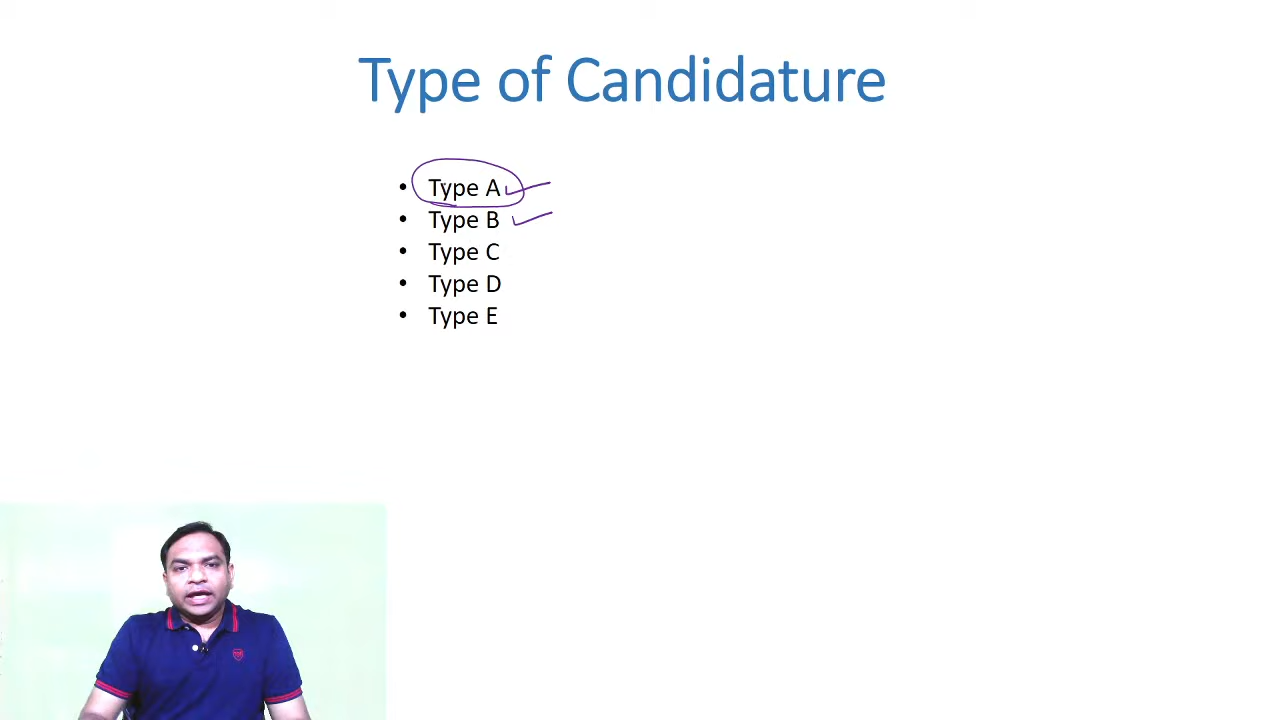 Type of Candidature
• Type A
• Type B
• Type C
• Type D
• Type E